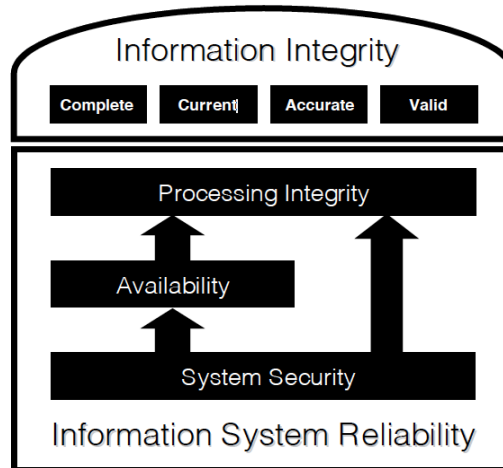 Information Integrity
Complete Current Accurate Valid
Processing Integrity
Availability
System Security
Information System Reliability